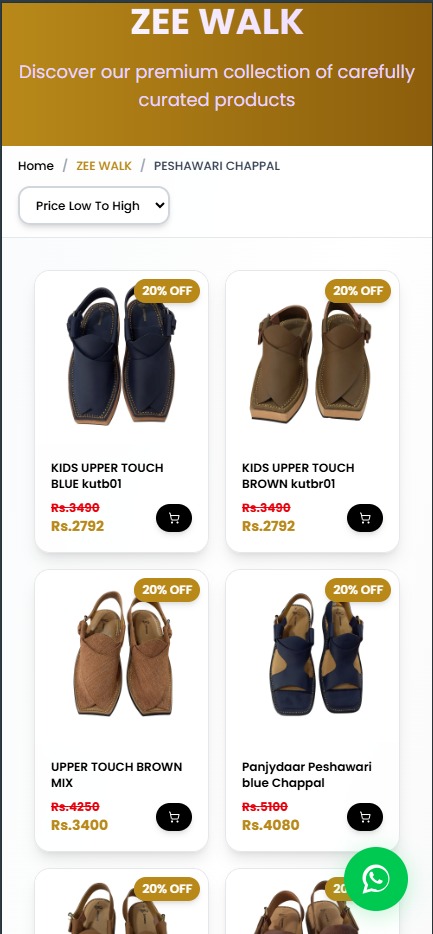 ZEE WALK
Discover our premium collection of carefully
curated products
Home / ZEE WALK / PESHAWARI CHAPPAL
Price Low To High
20% OFF
20% OFF
KIDS UPPER TOUCH
BLUE kutb01
Rs.3490
Rs.2792
KIDS UPPER TOUCH
BROWN kutbr01
Rs.3490
Rs.2792
20% OFF
20% OFF
UPPER TOUCH BROWN
MIX
Rs.4250
Rs.3400
Panjydaar Peshawari
blue Chappal
Rs.5100
Rs.4080
20% OFF